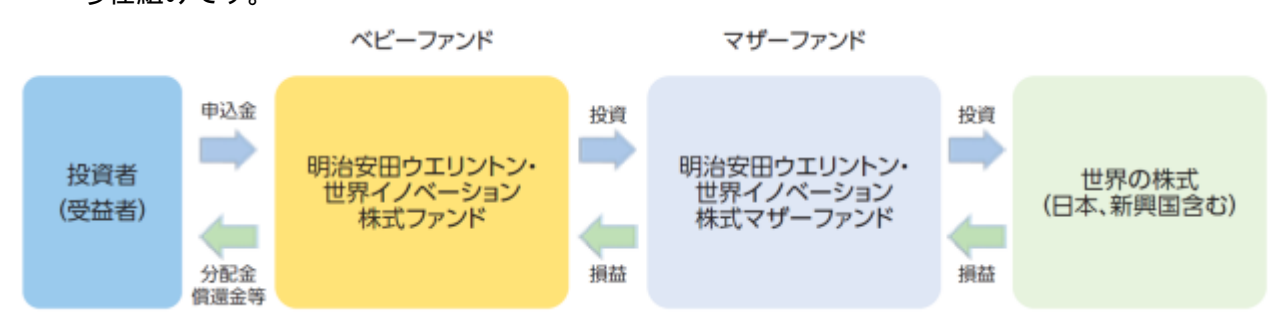 う仕組みです。
ベビーファンド
マザーファンド
投資者
(受益者)
申込金
分配金
償還金等
明治安田ウエリントン・
世界イノベーション
株式ファンド
投資
損益
明治安田ウエリントン・
世界イノベーション
株式マザーファンド
投資
損益
世界の株式
(日本、新興国含む)